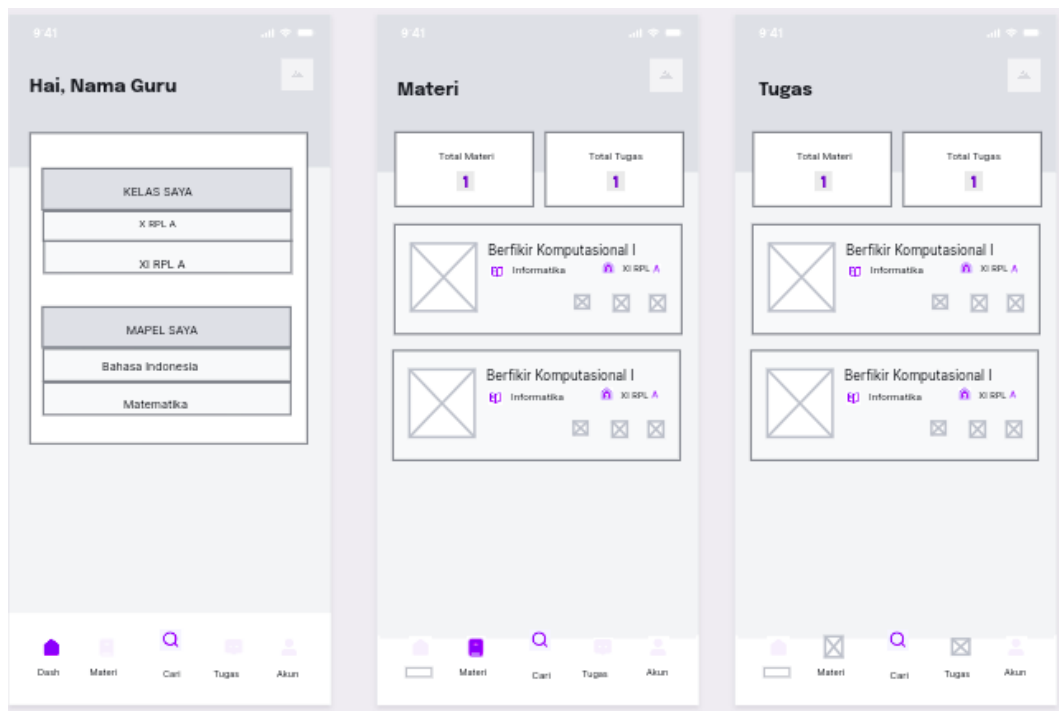 9:41
Hai, Nama Guru
KELAS SAYA
X RPL A
XI RPL A
MAPEL SAYA
Bahasa Indonesia
Matematika
Dash Materi Cari Tugas Akun
9:41
Materi
Total Materi Total Tugas
1 1
Berfikir Komputasional I
Informatika XI RPL A
Berfikir Komputasional I
Informatika XI RPL A
Materi Cari Tugas Akun
9:41
Tugas
Total Materi Total Tugas
1 1
Berfikir Komputasional I
Informatika XI RPL A
Berfikir Komputasional I
Informatika XI RPL A
Materi Cari Tugas Akun